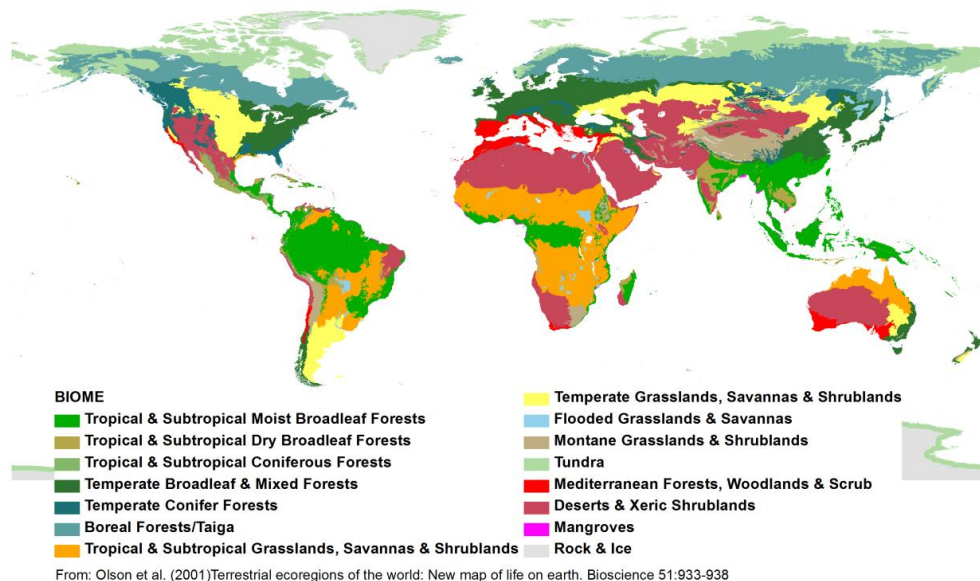 BIOME
Tropical & Subtropical Moist Broadleaf Forests
Tropical & Subtropical Dry Broadleaf Forests
Tropical & Subtropical Coniferous Forests
Temperate Broadleaf & Mixed Forests
Temperate Conifer Forests
Boreal Forests/Taiga
Tropical & Subtropical Grasslands, Savannas & Shrublands
Temperate Grasslands, Savannas & Shrublands
Flooded Grasslands & Savannas
Montane Grasslands & Shrublands
Tundra
Mediterranean Forests, Woodlands & Scrub
Deserts & Xeric Shrublands
Mangroves
Rock & Ice
From: Olson et al. (2001)Terrestrial ecoregions of the world: New map of life on earth. Bioscience 51:933-938